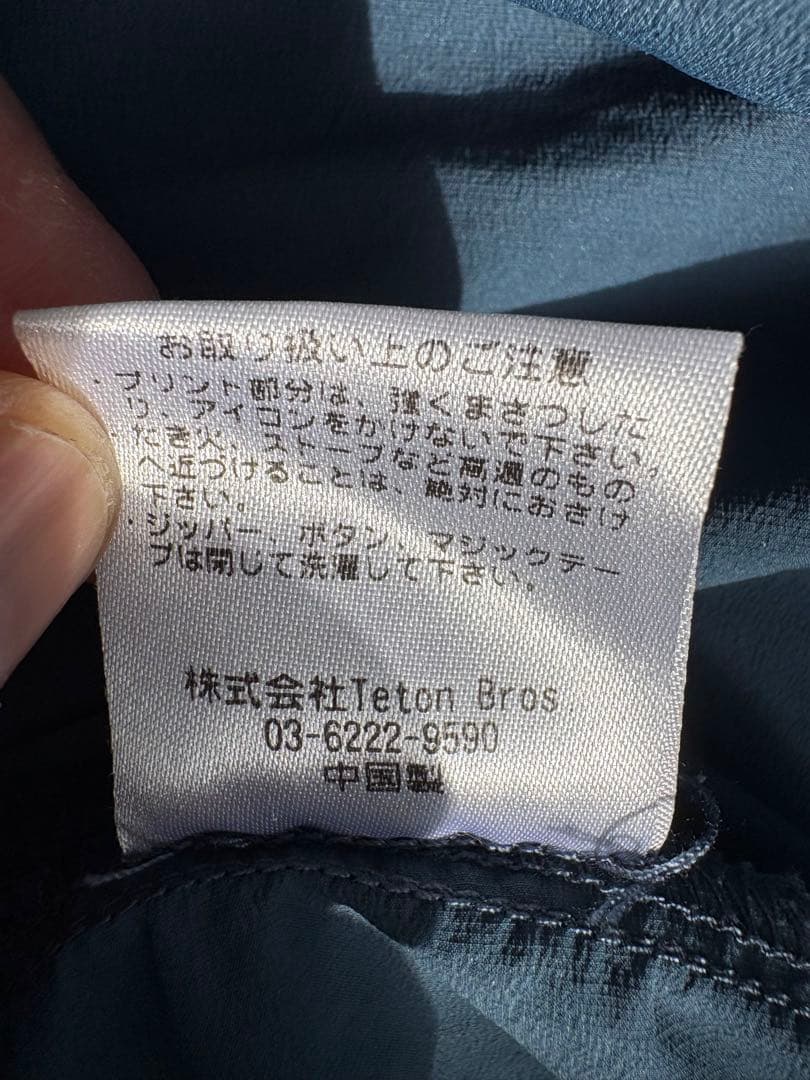 お取り扱い上のご注意
・プリント部分は、強くまさつした
り、アイコンをかけないで下さい。
・たき火、ストーブなど高温のもの
へ近づけることは、絶対におさけ
下さい。
・ジッパー、ボタン、マジックテー
プは閉じて洗濯して下さい。
株式会社Teton Bros
03-6222-9590
中国製